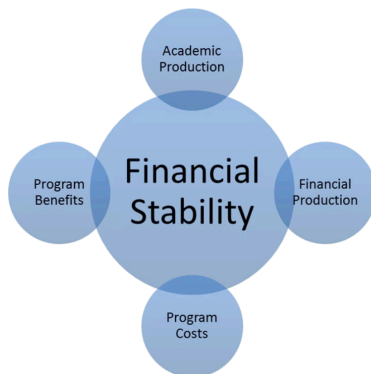 Academic
Production
Program
Benefits
Financial
Stability
Financial
Production
Program
Costs